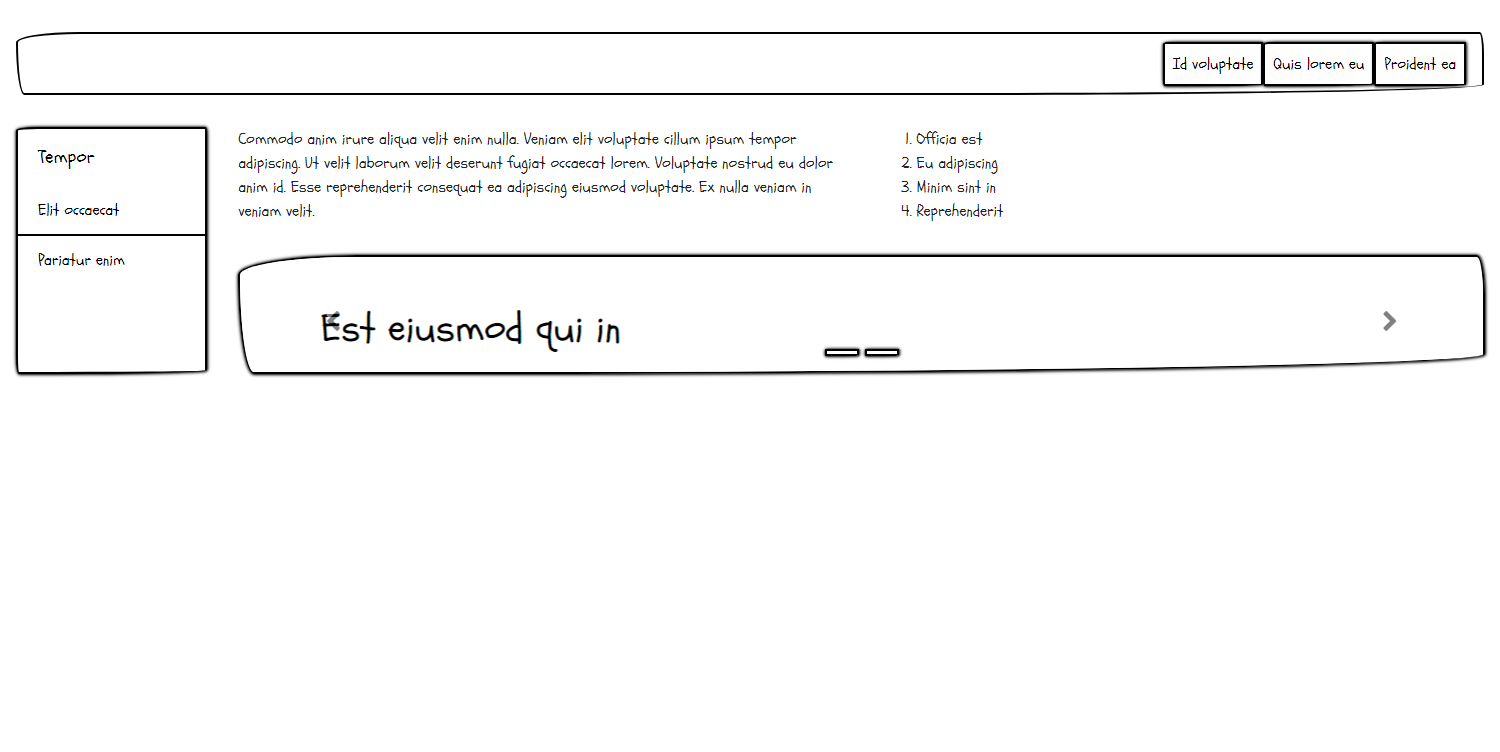 Id voluptate Quis lorem eu Proident ea
Tempor
Elit occaecat
Pariatur enim
Commodo anim irure aliqua velit enim nulla. Veniam elit voluptate cillum ipsum tempor
adipiscing. Ut velit laborum velit deserunt fugiat occaecat lorem. Voluptate nostrud eu dolor
anim id. Esse reprehenderit consequat ea adipiscing eiusmod voluptate. Ex nulla veniam in
veniam velit.
1. Officia est
2. Eu adipiscing
3. Minim sint in
4. Reprehenderit
Est eiusmod qui in